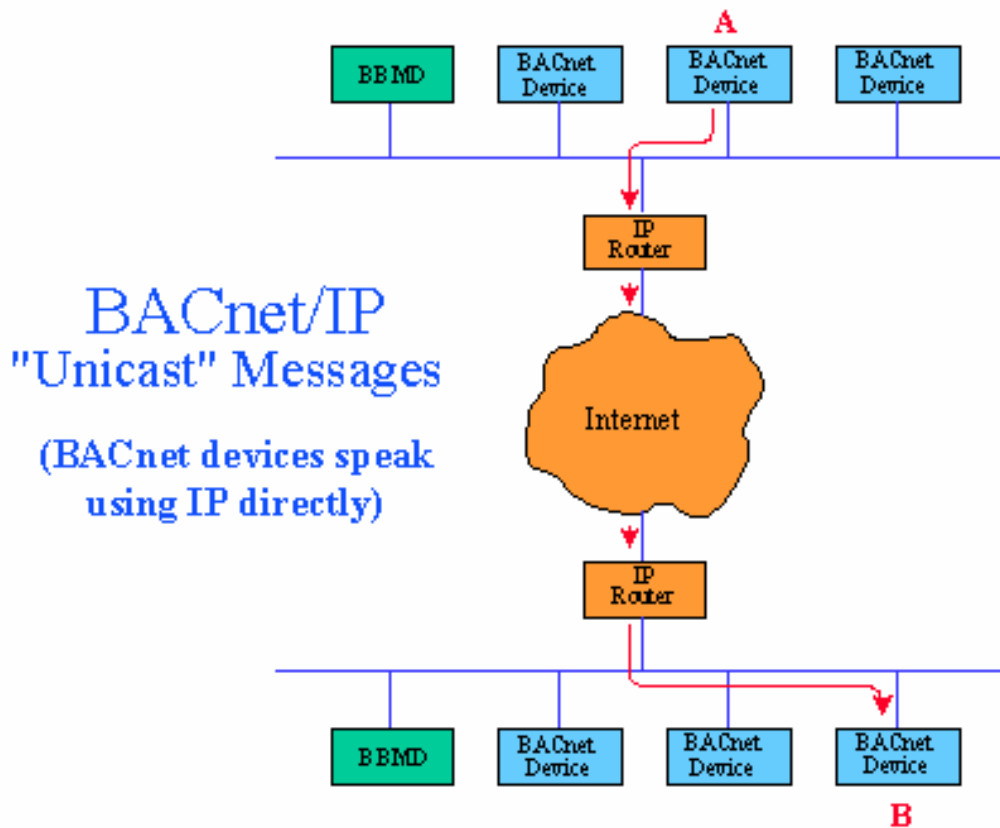 A
BBMD
BACnet
Device
BACnet
Device
BACnet
Device
IP
Router
BACnet/IP
"Unicast" Messages
(BACnet devices speak
using IP directly)
Internet
IP
Router
BBMD
BACnet
Device
BACnet
Device
BACnet
Device
B